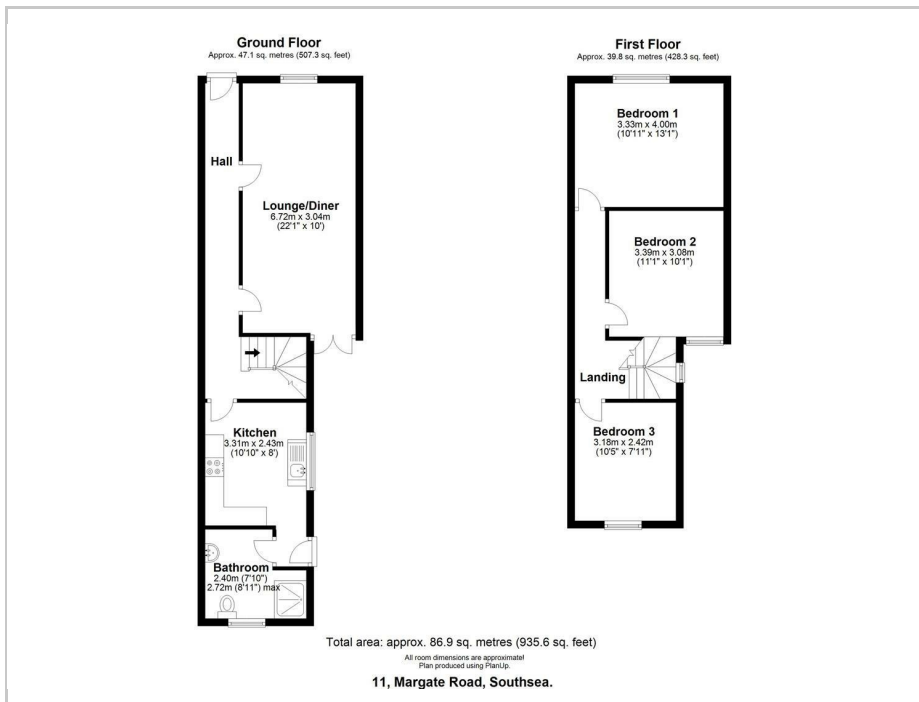 Ground Floor
Approx. 47.1 sq. metres (507.3 sq. feet)
Hall
Lounge/Diner
6.72m x 3.04m
(22'1" x 10')
Kitchen
3.31m x 2.43m
(10'10" x 8')
Bathroom
2.40m (7'10")
2.72m (8'11") max
First Floor
Approx. 39.8 sq. metres (428.3 sq. feet)
Bedroom 1
3.33m x 4.00m
(10'11" x 13'1")
Bedroom 2
3.39m x 3.08m
(11'1" x 10'1")
Landing
Bedroom 3
3.18m x 2.42m
(10'5" x 7'11")
Total area: approx. 86.9 sq. metres (935.6 sq. feet)
All room dimensions are approximate!
Plan produced using PlanUp.
11, Margate Road, Southsea.